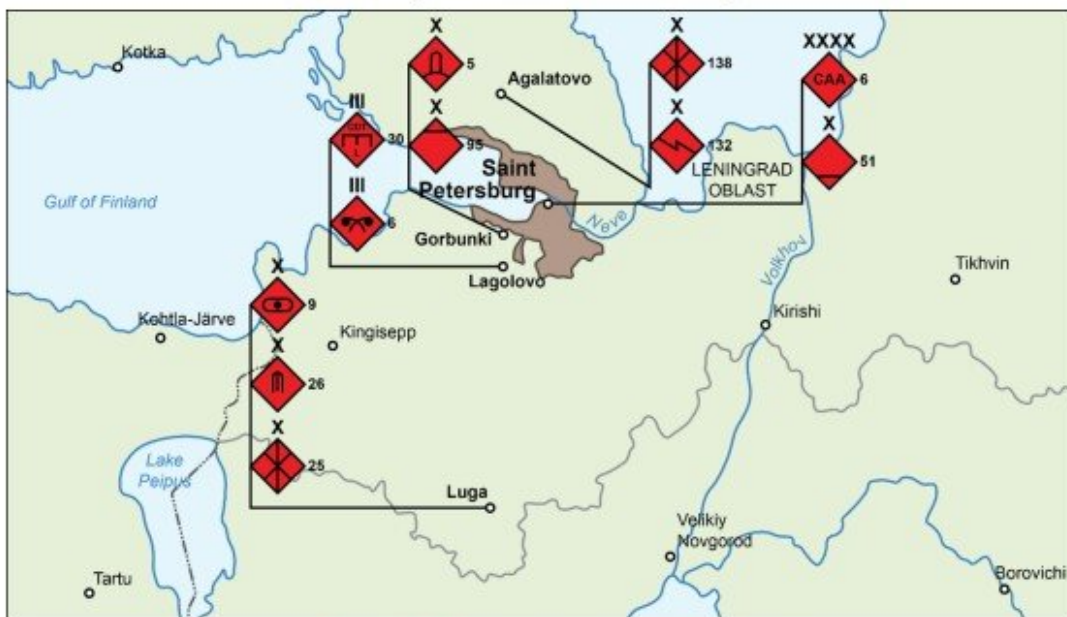 Kotka
X
5
X
95
Agalatovo
X
138
X
132
XXXX
CAA
6
X
51
III
30
L
III
6
Saint
Petersburg
LENINGRAD
OBLAST
Gulf of Finland
Neve
Volkhov
Gorbunki
Lagolovo
Tikhvin
X
9
Kohtla-Järve
Kingisepp
Kirishi
X
26
X
25
Lake
Peipus
Luga
Velikiy
Novgorod
Tartu
Borovichi